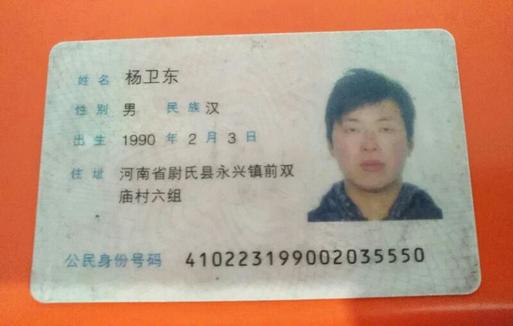 姓名 杨卫东
性别 男 民族 汉
出生 1990 年 2 月 3 日
住址 河南省尉氏县永兴镇前双
庙村六组
公民身份号码 410223199002035550